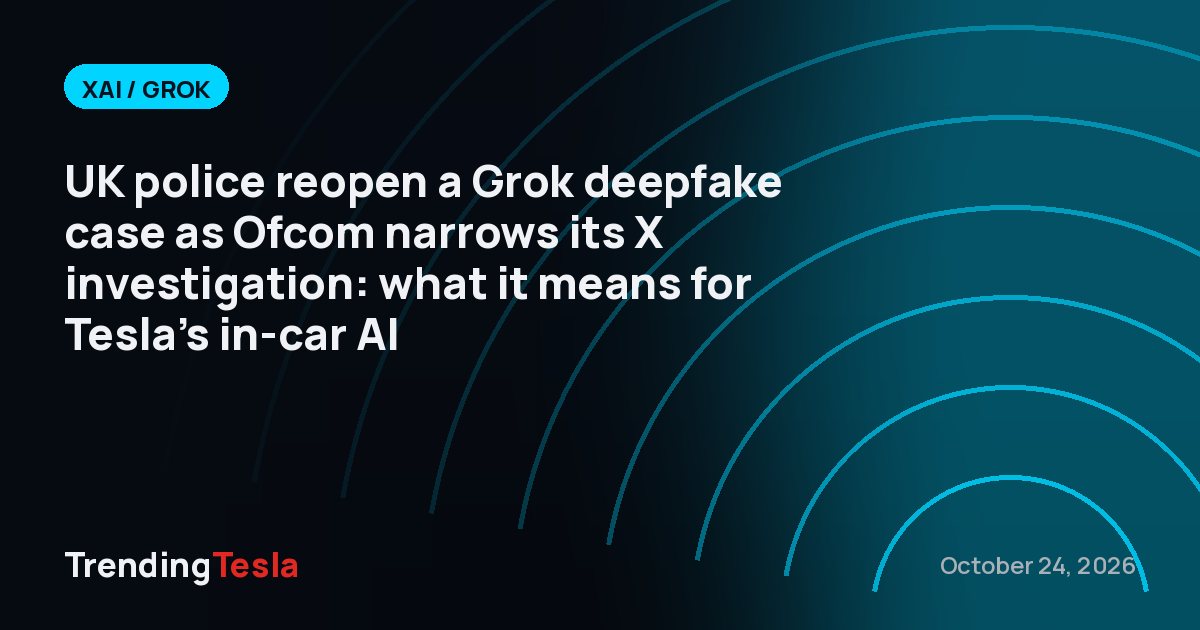 XAI / GROK
UK police reopen a Grok deepfake
case as Ofcom narrows its X
investigation: what it means for
Tesla’s in-car AI
TrendingTesla
October 24, 2026